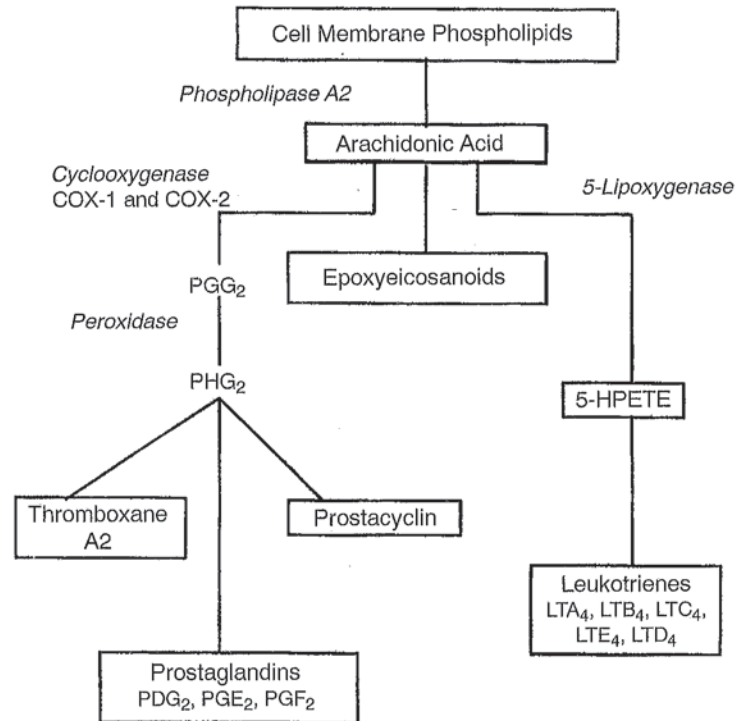 Cell Membrane Phospholipids
Phospholipase A2
Arachidonic Acid
Cyclooxygenase
COX-1 and COX-2
5-Lipoxygenase
Epoxyeicosanoids
PGG₂
Peroxidase
PHG₂
5-HPETE
Thromboxane
A2
Prostacyclin
Leukotrienes
LTA₄, LTB₄, LTC₄,
LTE₄, LTD₄
Prostaglandins
PDG₂, PGE₂, PGF₂